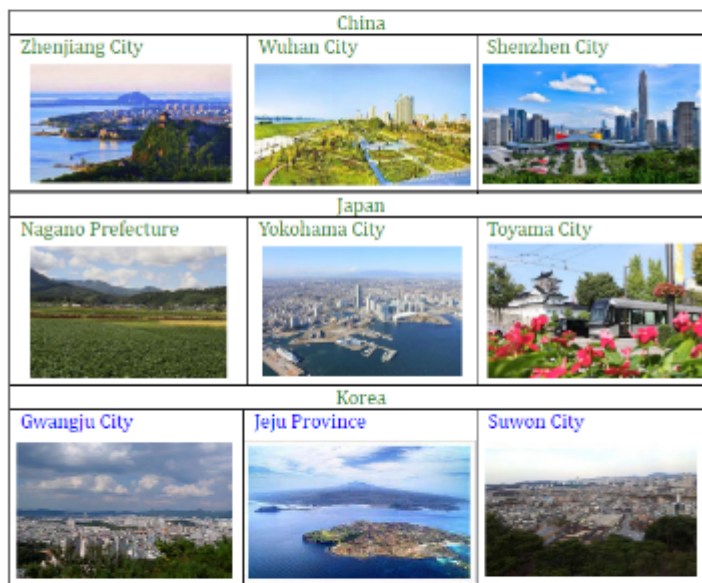 China
Zhenjiang City Wuhan City Shenzhen City
Japan
Nagano Prefecture Yokohama City Toyama City
Korea
Gwangju City Jeju Province Suwon City